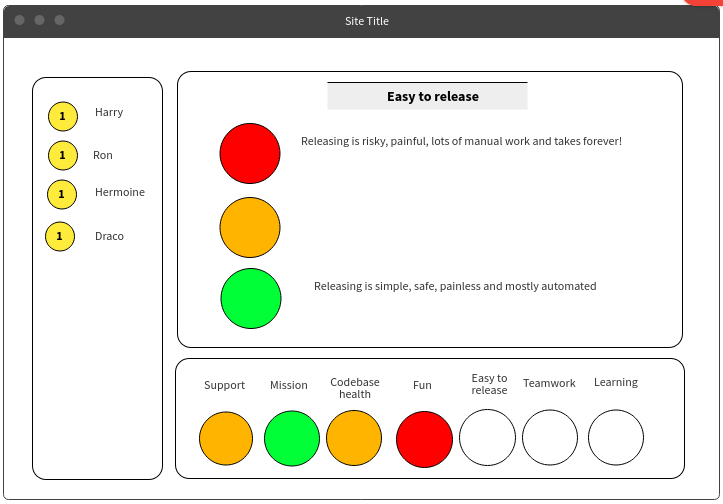 Site Title
1 Harry
1 Ron
1 Hermoine
1 Draco
Easy to release
Releasing is risky, painful, lots of manual work and takes forever!
Releasing is simple, safe, painless and mostly automated
Support
Mission
Codebase
health
Fun
Easy to
release
Teamwork
Learning